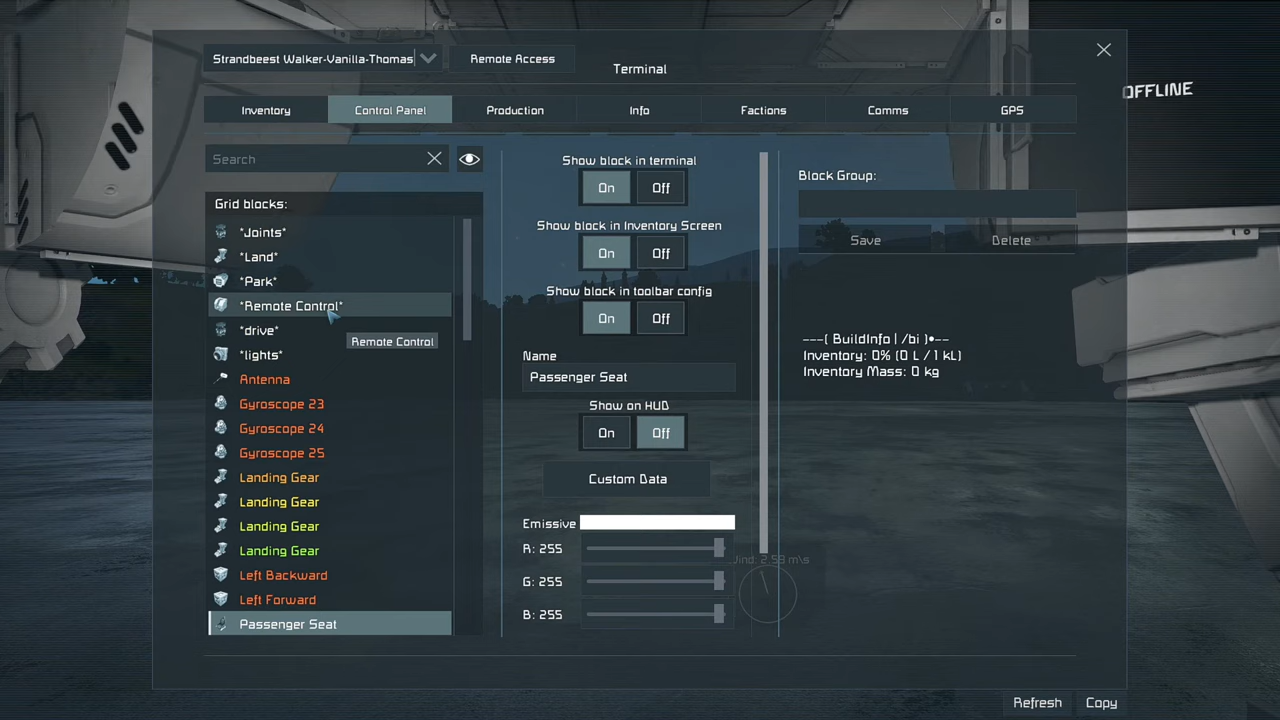 Strandbeest Walker-Vanilla-Thomas
Remote Access
Terminal
OFFLINE
Inventory
Control Panel
Production
Info
Factions
Comms
GPS
Search
Grid blocks:
*Joints*
*Land*
*Park*
*Remote Control*
*drive*
Remote Control
*lights*
Antenna
Gyroscope 23
Gyroscope 24
Gyroscope 25
Landing Gear
Landing Gear
Landing Gear
Landing Gear
Left Backward
Left Forward
Passenger Seat
Show block in terminal
On Off
Show block in Inventory Screen
On Off
Show block in toolbar config
On Off
Name
Passenger Seat
Show on HUD
On Off
Custom Data
Emissive
R: 255
G: 255
B: 255
Block Group:
Save Delete
---( BuildInfo | /bi )•--
Inventory: 0% (0 L / 1 kL)
Inventory Mass: 0 kg
Wind: 2.59 m/s
Refresh Copy